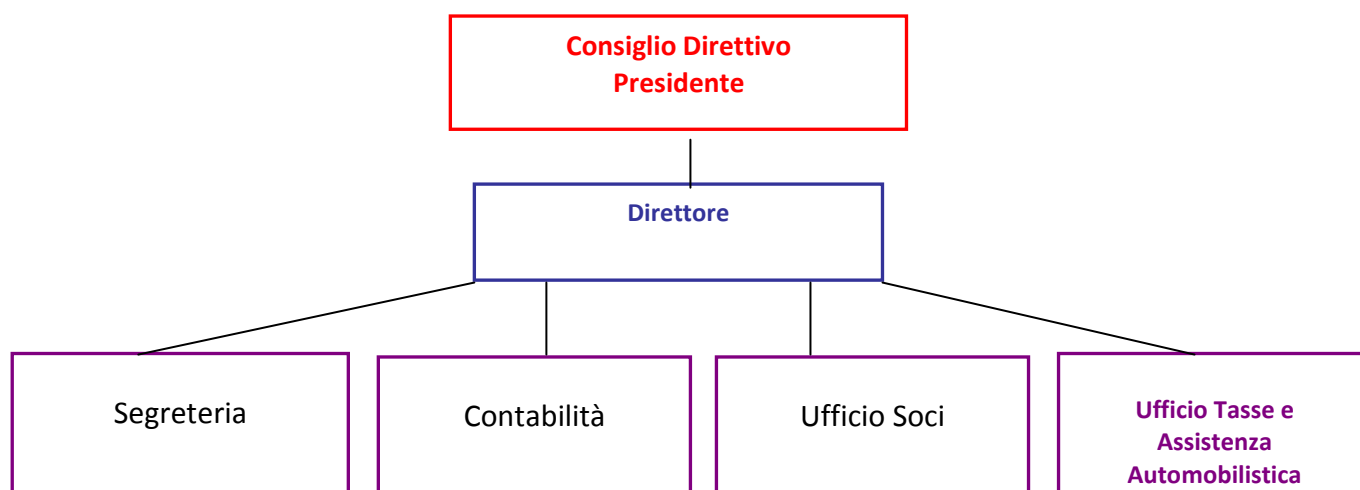 Consiglio Direttivo
Presidente
Direttore
Segreteria
Contabilità
Ufficio Soci
Ufficio Tasse e
Assistenza
Automobilistica